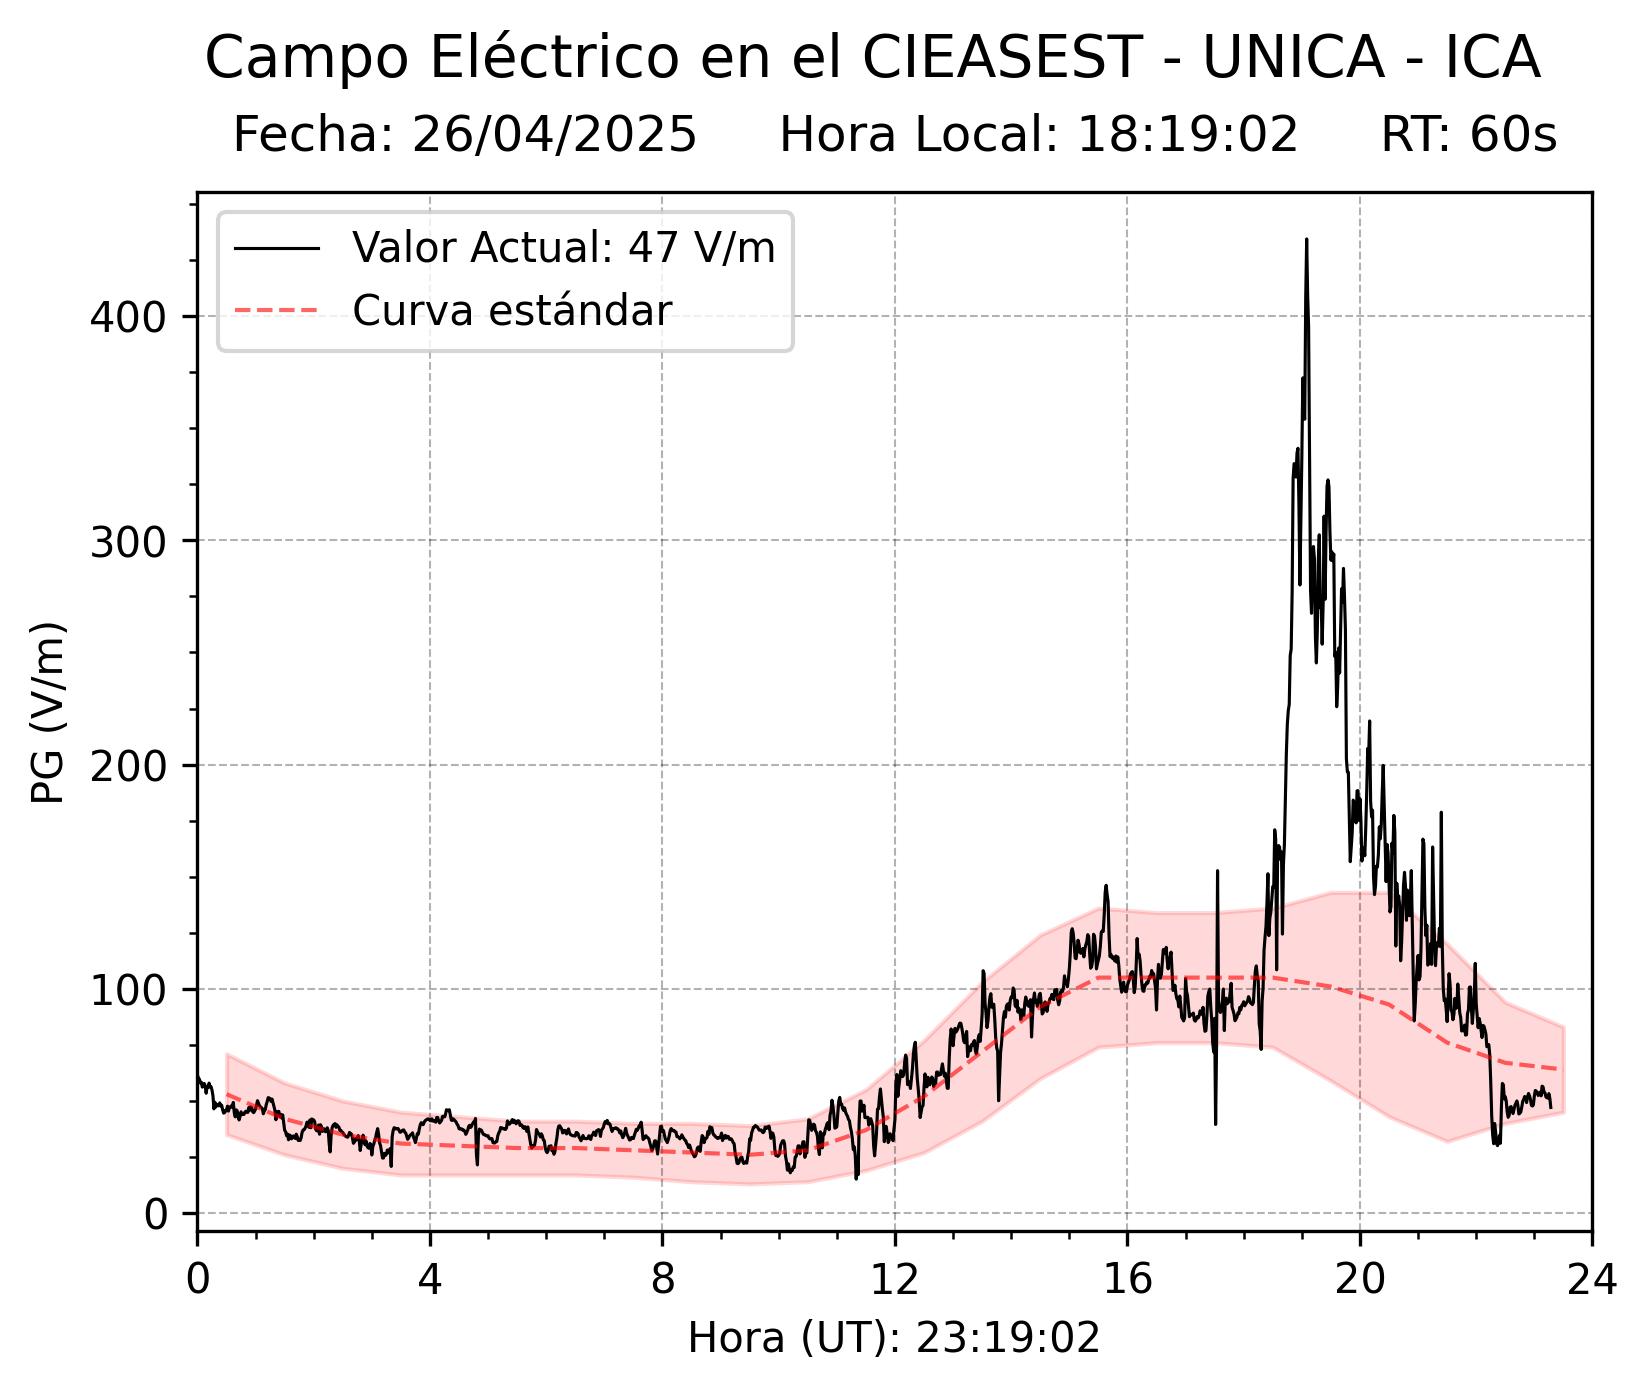 Campo Eléctrico en el CIEASEST - UNICA - ICA
Fecha: 26/04/2025 Hora Local: 18:19:02 RT: 60s
Valor Actual: 47 V/m
Curva estándar
PG (V/m)
400
300
200
100
0
0 4 8 12 16 20 24
Hora (UT): 23:19:02